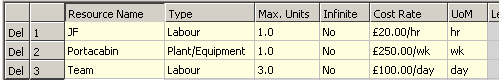 Resource Name Type Max. Units Infinite Cost Rate UoM
Del 1 JF Labour 1.0 No £20.00/hr hr
Del 2 Portacabin Plant/Equipment 1.0 No £250.00/wk wk
Del 3 Team Labour 3.0 No £100.00/day day